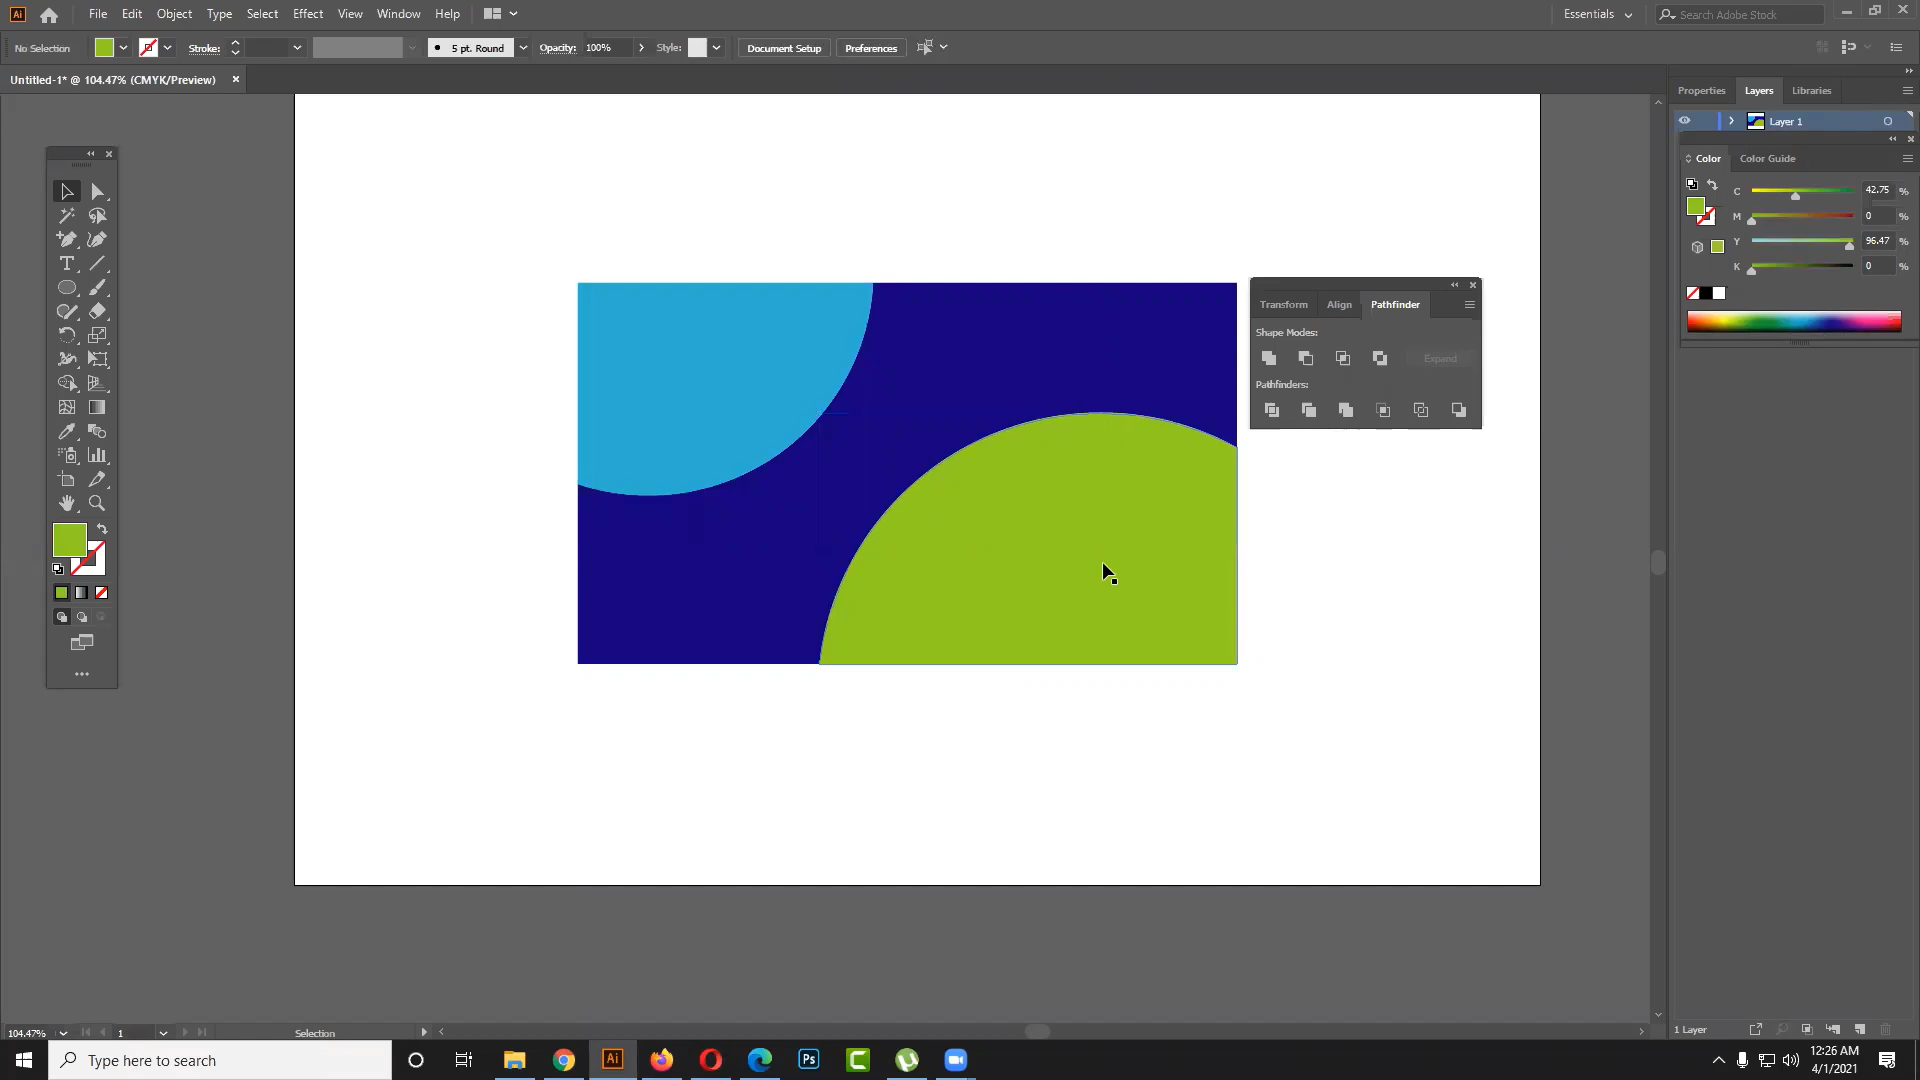 Ai File Edit Object Type Select Effect View Window Help Essentials Search Adobe Stock
No Selection Stroke: 5 pt. Round Opacity: 100% Style: Document Setup Preferences
Untitled-1* @ 104.47% (CMYK/Preview)
Properties Layers Libraries
Layer 1
Color Color Guide
C 42.75 %
M 0 %
Y 96.47 %
K 0 %
Transform Align Pathfinder
Shape Modes:
Expand
Pathfinders:
104.47% 1 Selection
1 Layer
Type here to search Ai Ps C
12:26 AM
4/1/2021